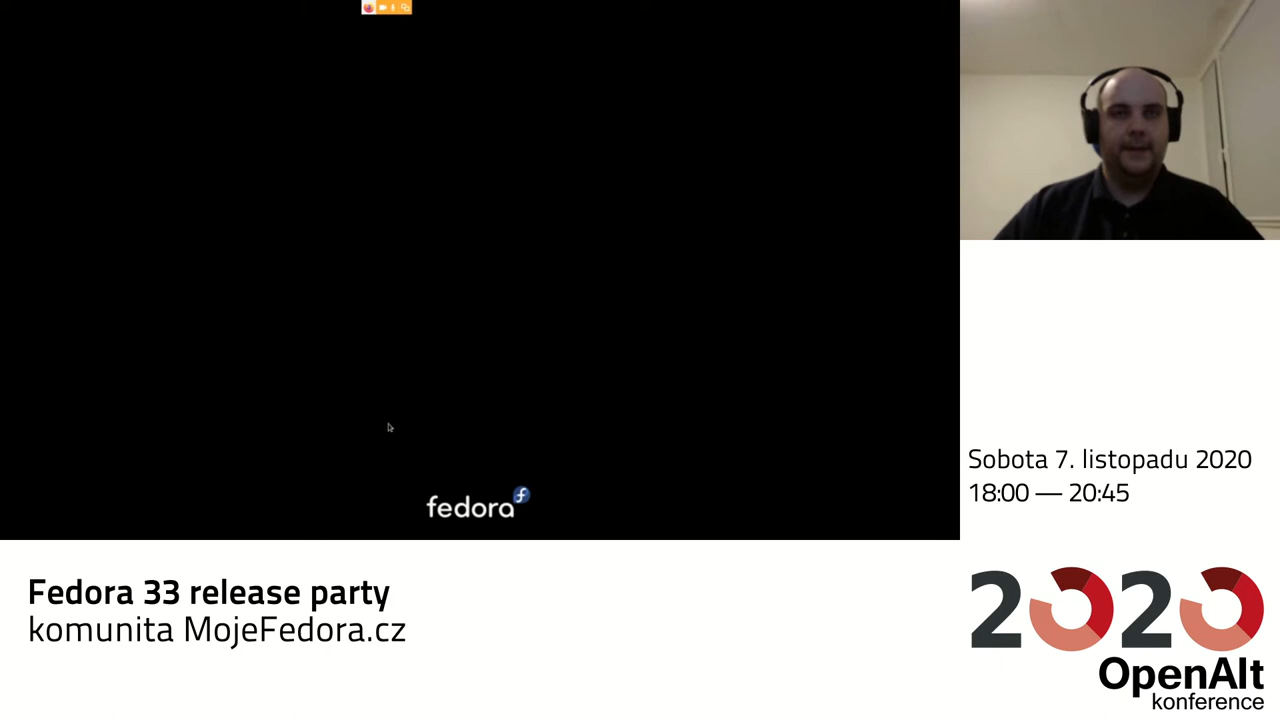 fedora
Sobota 7. listopadu 2020
18:00 — 20:45
Fedora 33 release party
komunita MojeFedora.cz
2020
OpenAlt
konference